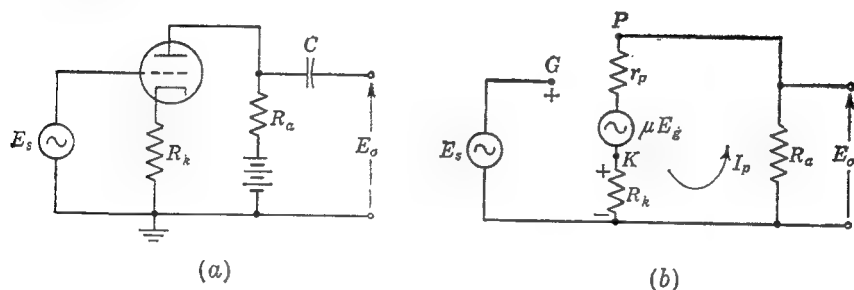 C
E_s
R_k
R_a
E_o
(a)
P
G
+
r_p
μE_g
E_s
K
+
I_p
R_a
E_o
R_k
−
(b)